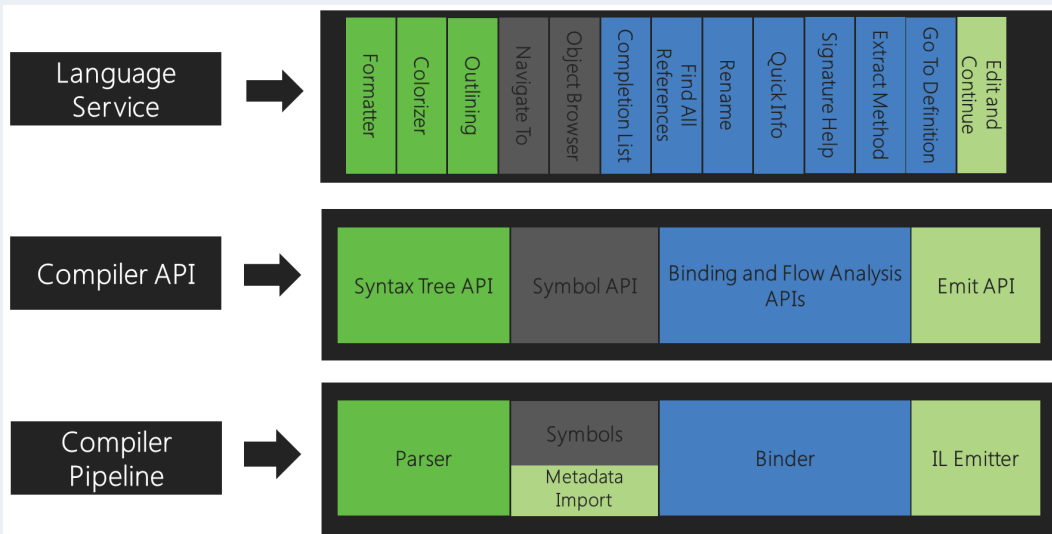 Language
Service
Formatter
Colorizer
Outlining
Navigate To
Object Browser
Completion List
Find All
References
Rename
Quick Info
Signature Help
Extract Method
Go To Definition
Edit and
Continue
Compiler API
Syntax Tree API
Symbol API
Binding and Flow Analysis
APIs
Emit API
Compiler
Pipeline
Parser
Symbols
Metadata
Import
Binder
IL Emitter